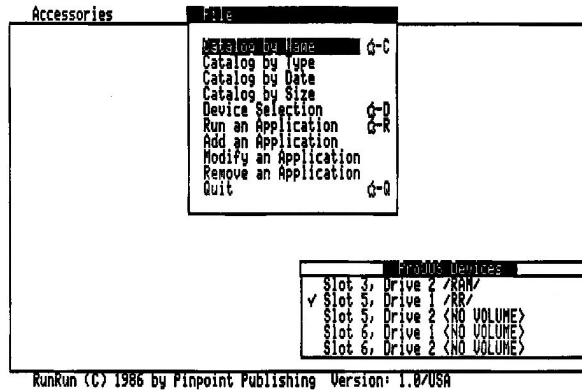 Accessories File
Catalog by Name -C
Catalog by Type
Catalog by Date
Catalog by Size
Device Selection -D
Run an Application -R
Add an Application
Modify an Application
Remove an Application
Quit -Q
ProDOS Devices
Slot 3, Drive 2 /RAM/
✓ Slot 5, Drive 1 /RR/
Slot 5, Drive 2 <NO VOLUME>
Slot 6, Drive 1 <NO VOLUME>
Slot 6, Drive 2 <NO VOLUME>
RunRun (C) 1986 by Pinpoint Publishing Version: 1.0/USA